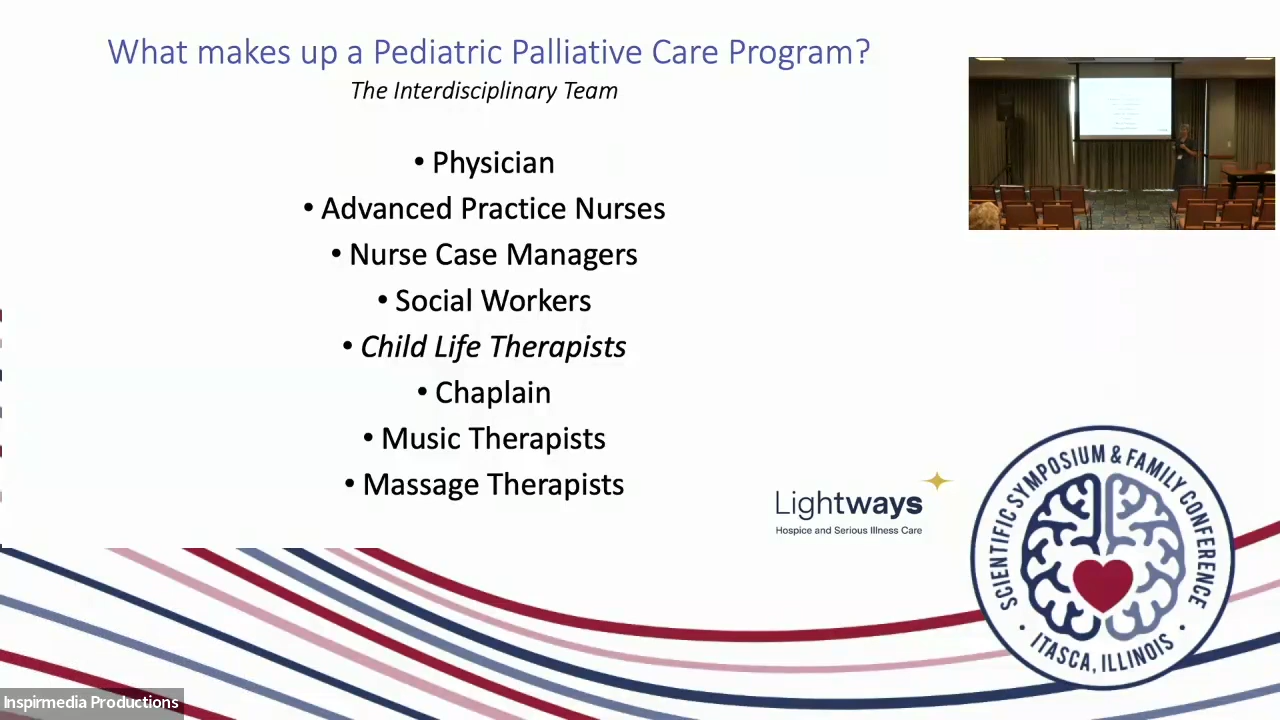 What makes up a Pediatric Palliative Care Program?
The Interdisciplinary Team
• Physician
• Advanced Practice Nurses
• Nurse Case Managers
• Social Workers
• Child Life Therapists
• Chaplain
• Music Therapists
• Massage Therapists
Lightways
Hospice and Serious Illness Care
SCIENTIFIC SYMPOSIUM & FAMILY CONFERENCE
• ITASCA, ILLINOIS •
Inspirmedia Productions